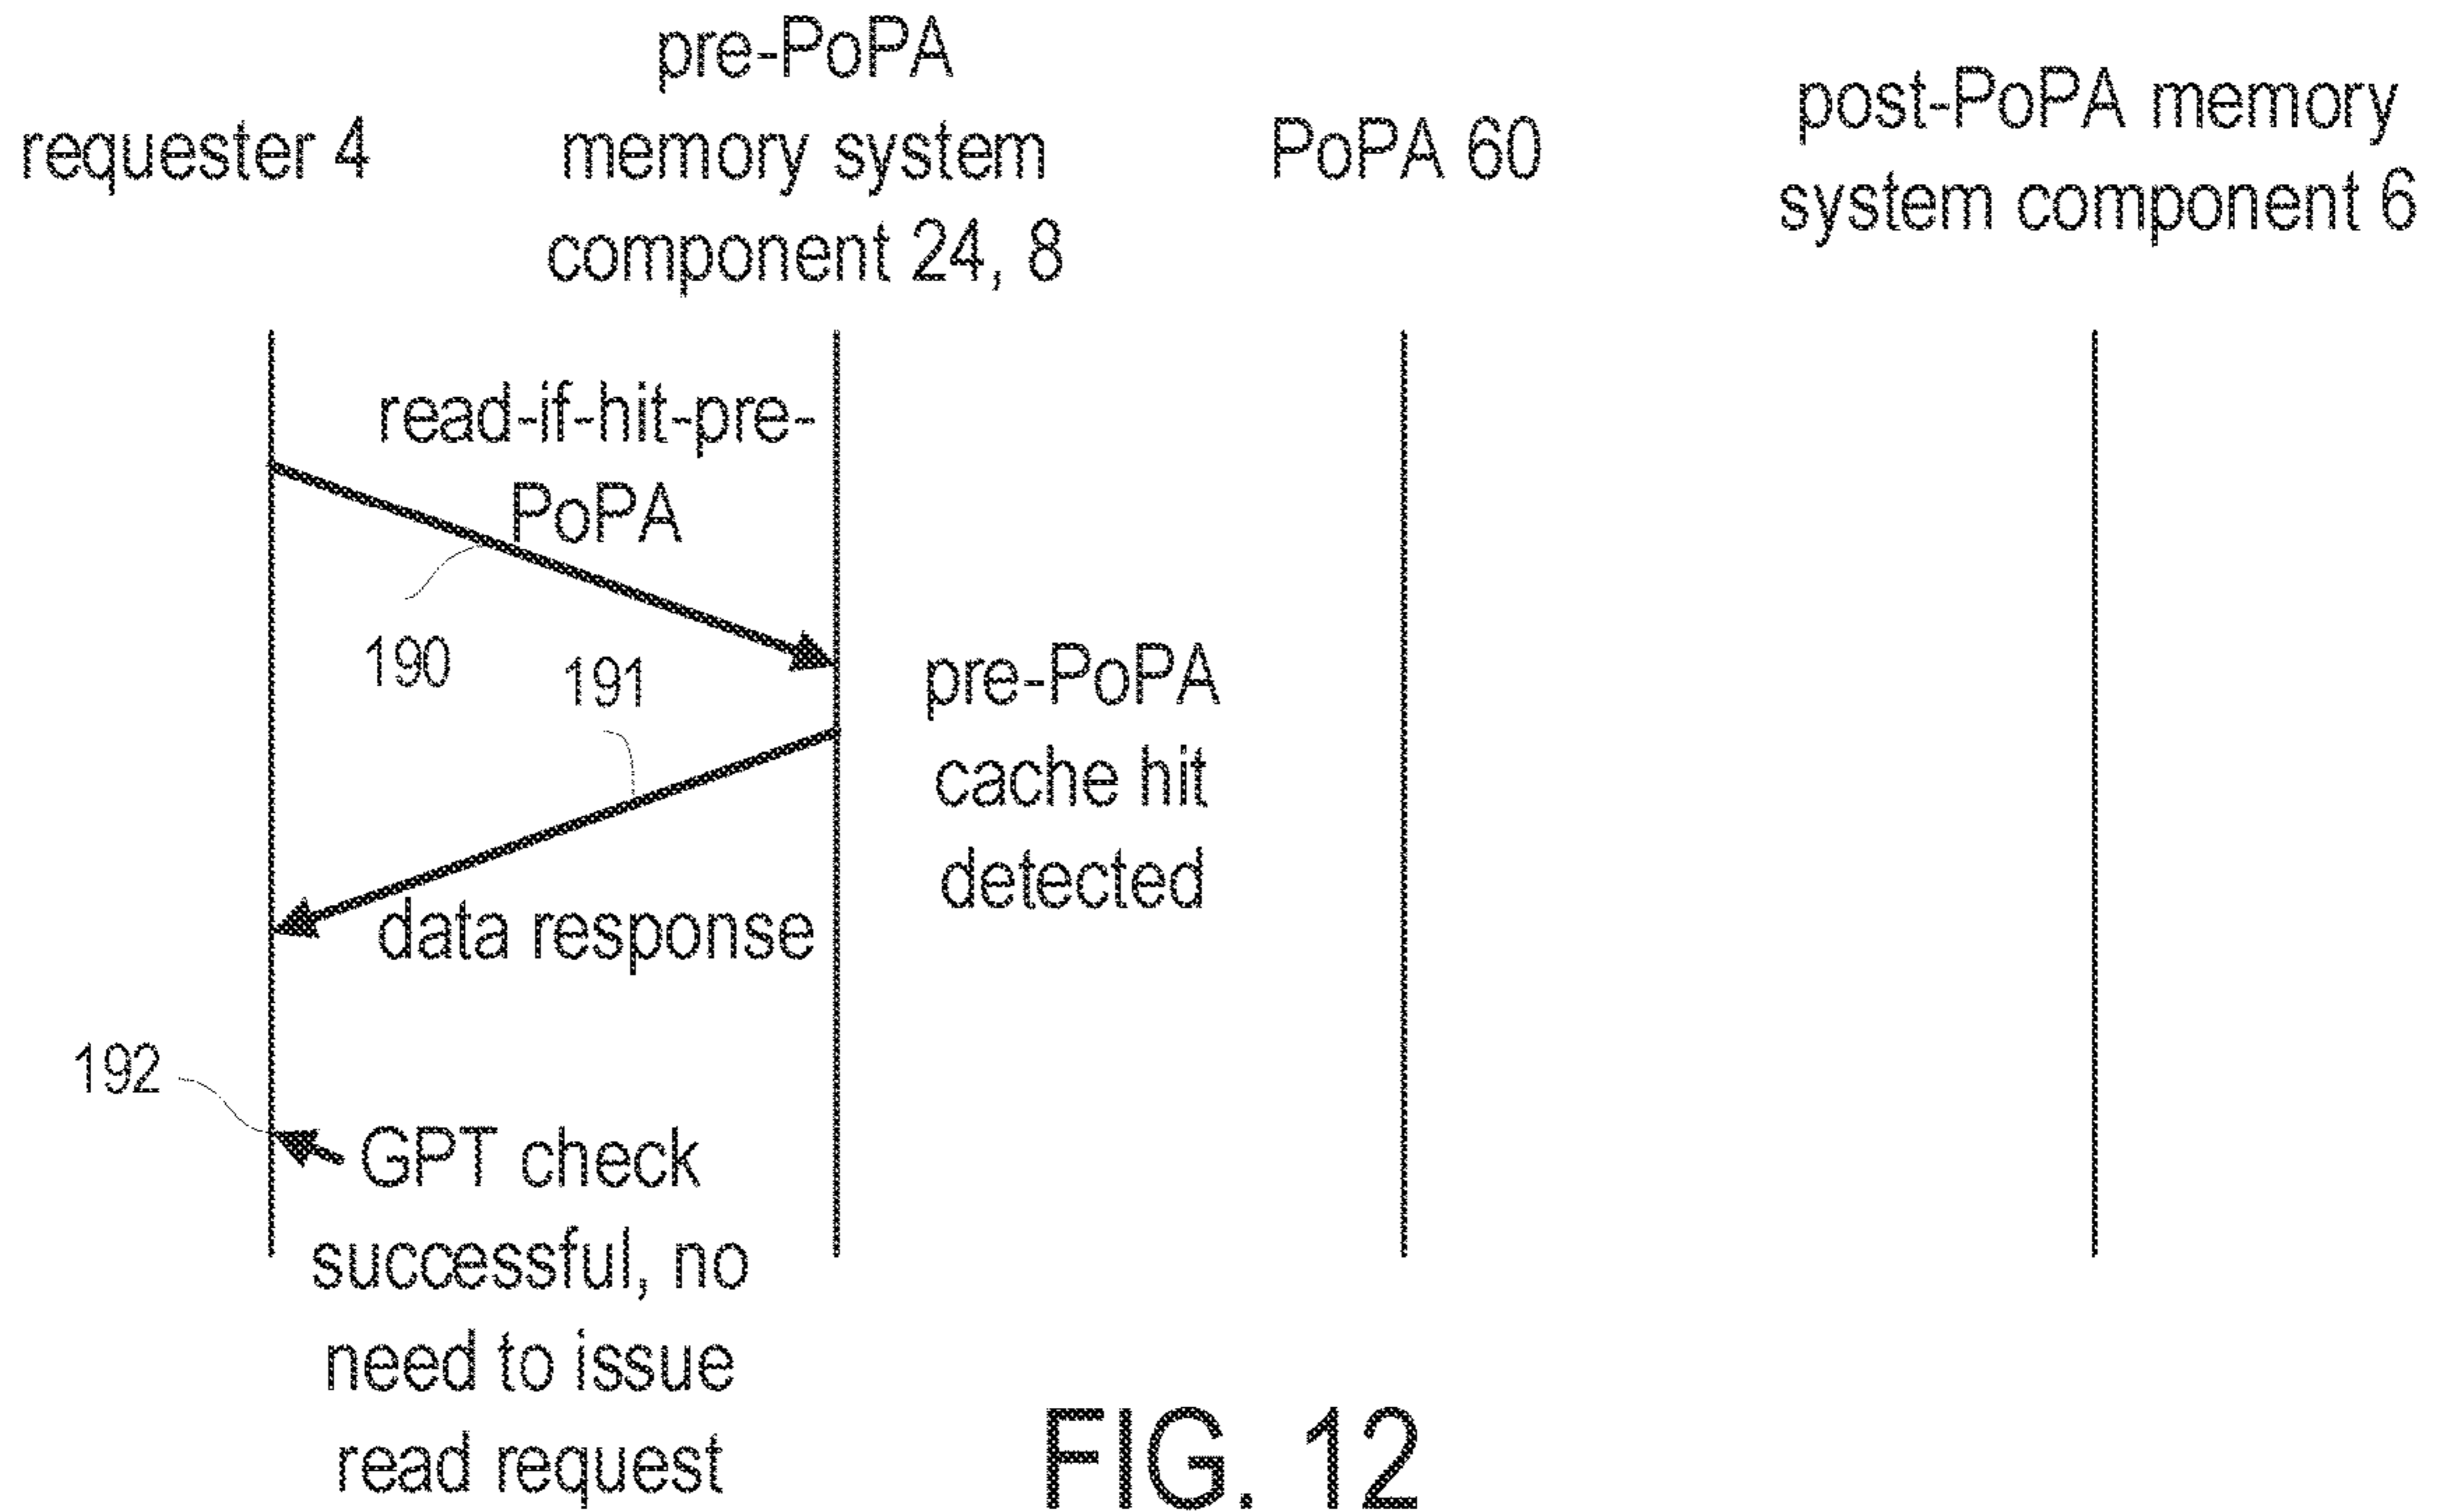 requester 4
pre-PoPA
memory system
component 24, 8
PoPA 60
post-PoPA memory
system component 6
read-if-hit-pre-
PoPA
190
191
pre-PoPA
cache hit
detected
data response
192
GPT check
successful, no
need to issue
read request
FIG. 12